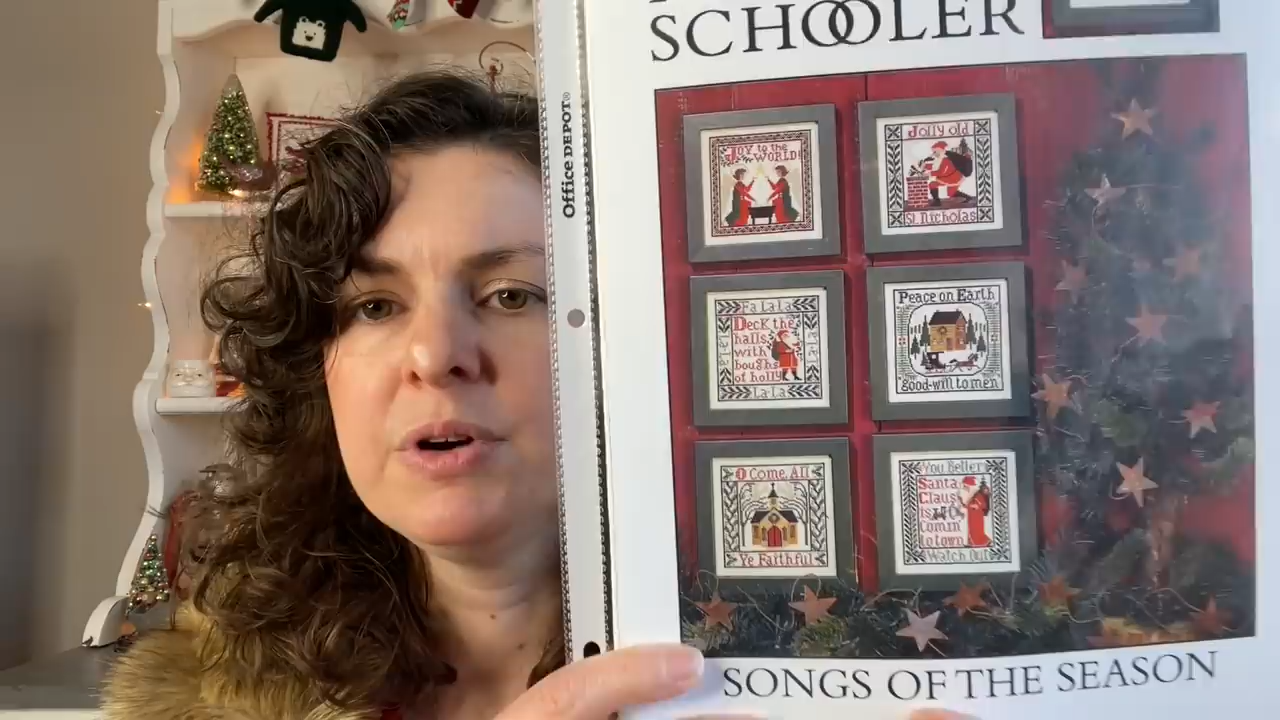 SCHOOLER
Office DEPOT®
Joy to the
WORLD!
Jolly old
St. Nicholas
Fa La La
Deck the
halls
with
boughs
of holly
La La
Peace on Earth
good-will to men
O Come, All
Ye Faithful
You Better
Santa
Claus
is
Comin'
to town
Watch Out
SONGS OF THE SEASON